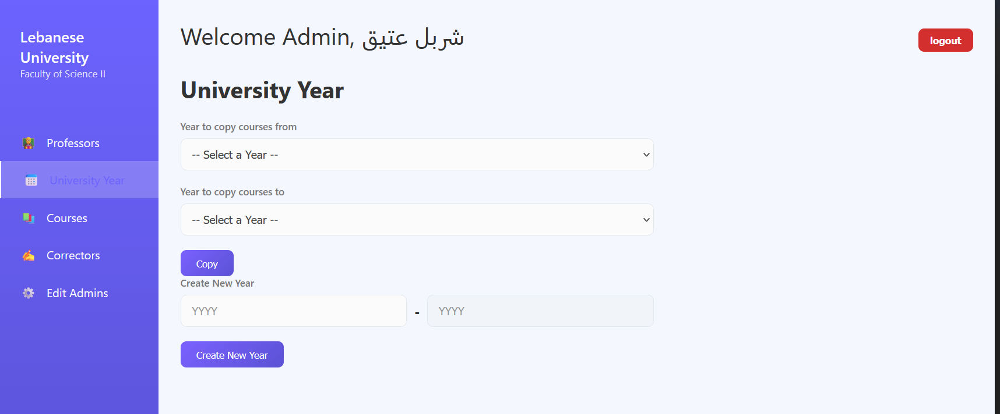 Lebanese
University
Faculty of Science II
Professors
University Year
Courses
Correctors
Edit Admins
Welcome Admin, شربل عتيق
logout
University Year
Year to copy courses from
-- Select a Year --
Year to copy courses to
-- Select a Year --
Copy
Create New Year
YYYY - YYYY
Create New Year